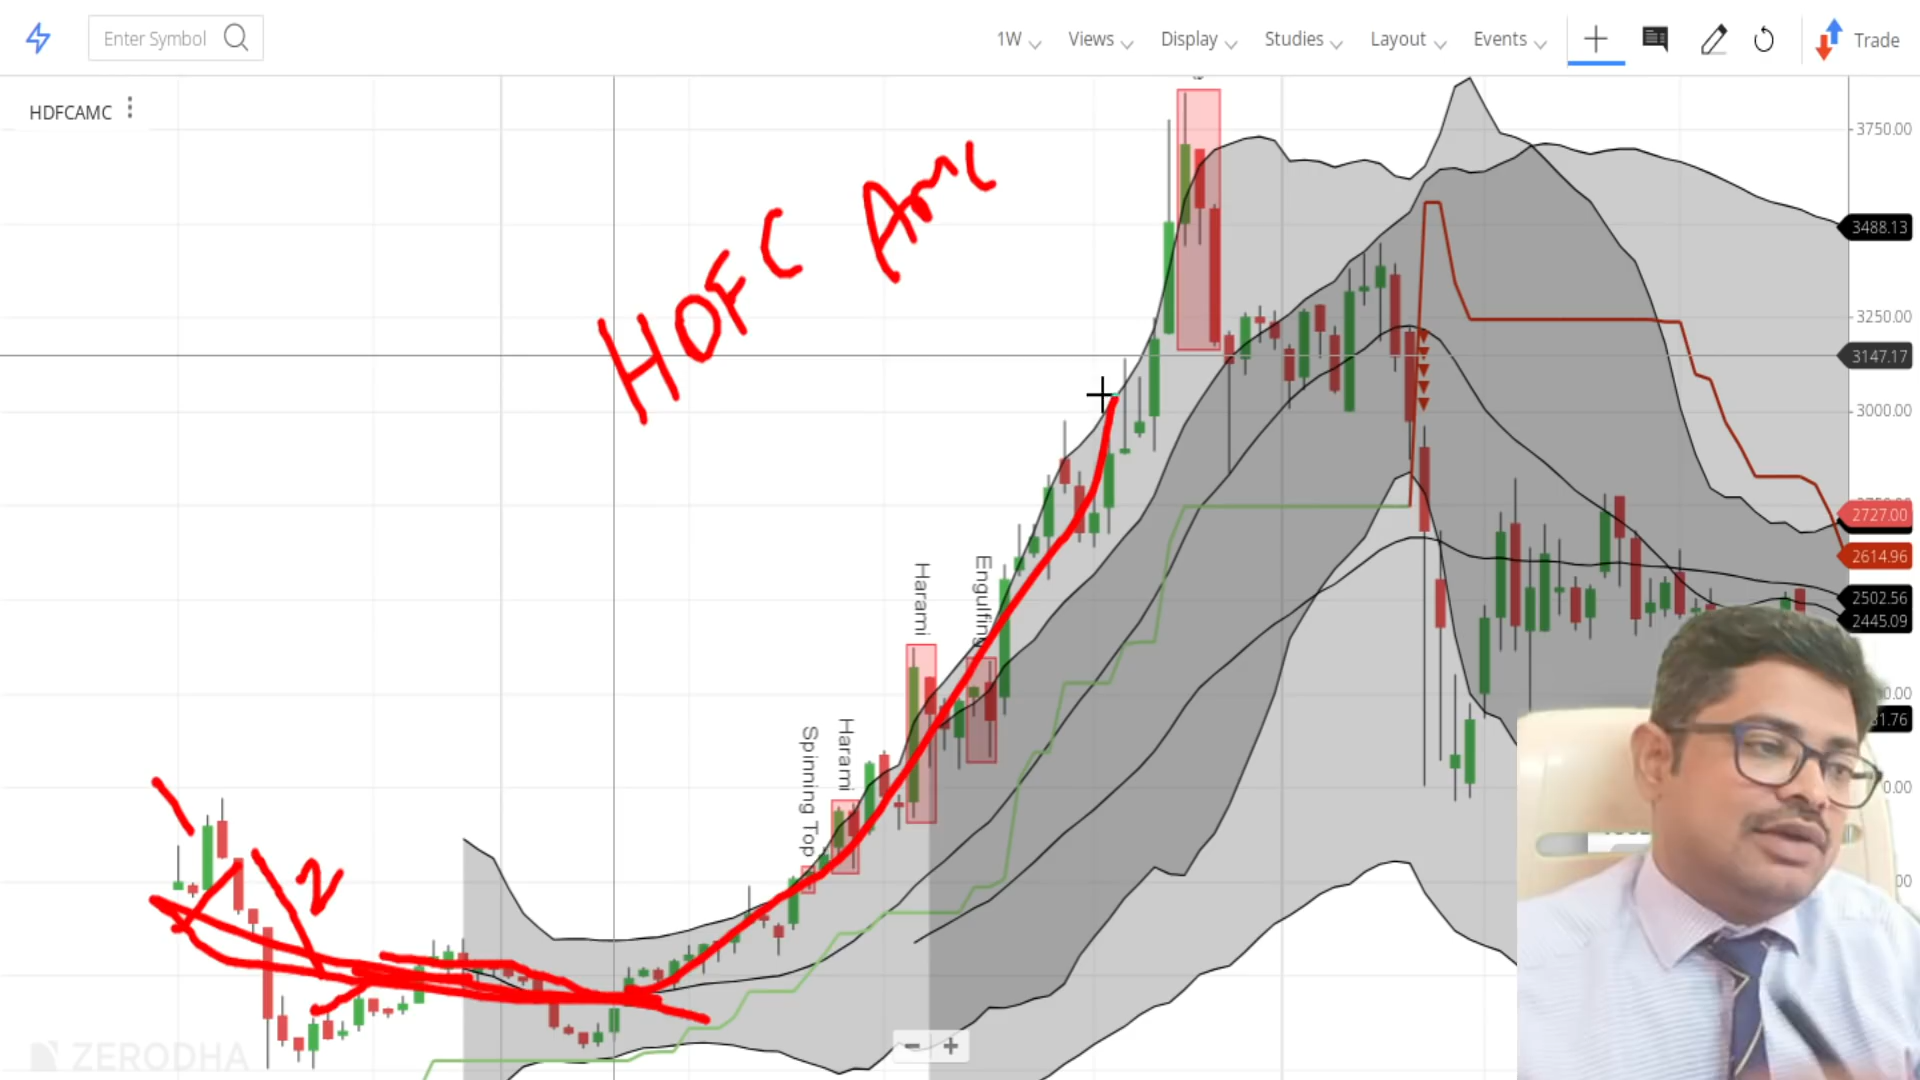 Enter Symbol
1W Views Display Studies Layout Events Trade
HDFCAMC
HDFC AMC
3750.00
3488.13
3250.00
3147.17
3000.00
2727.00
2614.96
2502.56
2445.09
Harami
Engulfing
Harami
Spinning Top
2
ZERODHA